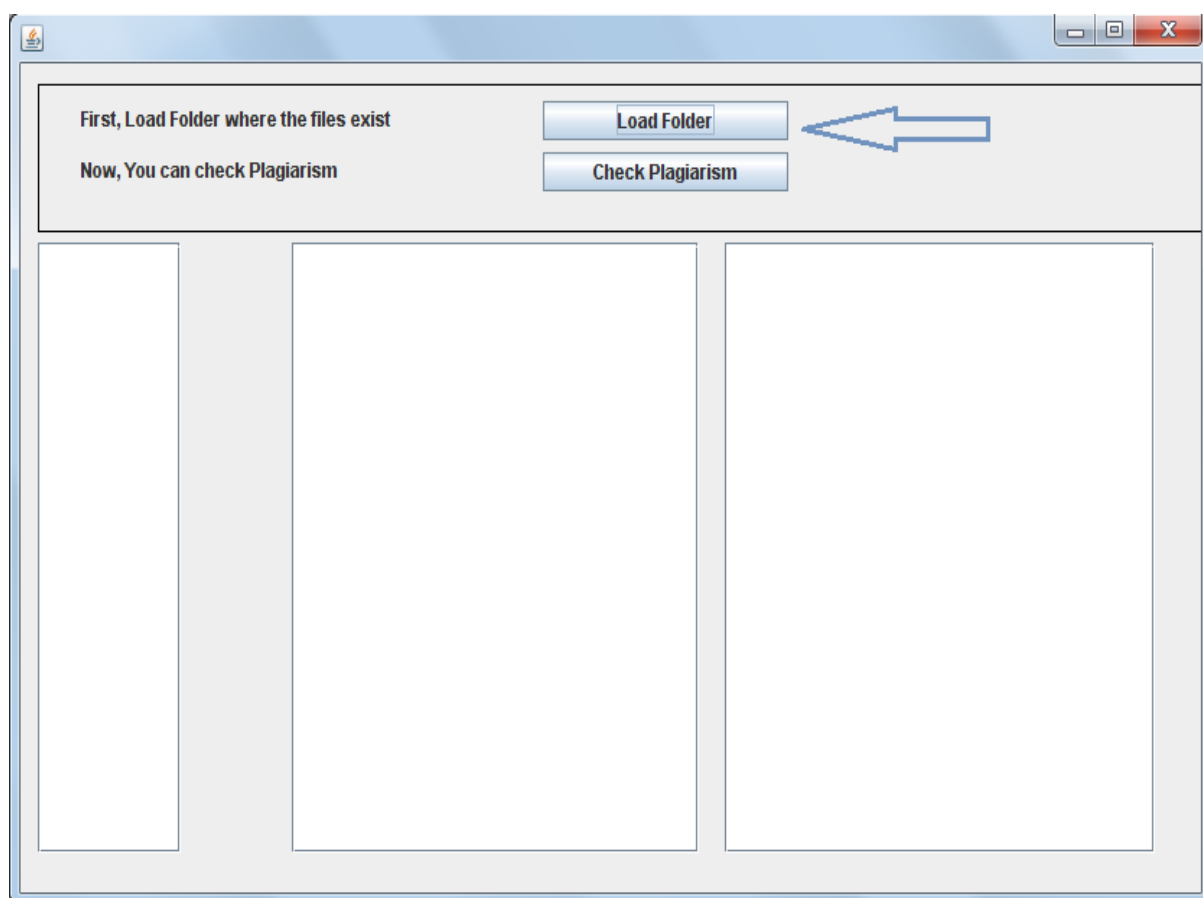 First, Load Folder where the files exist
Load Folder
Now, You can check Plagiarism
Check Plagiarism